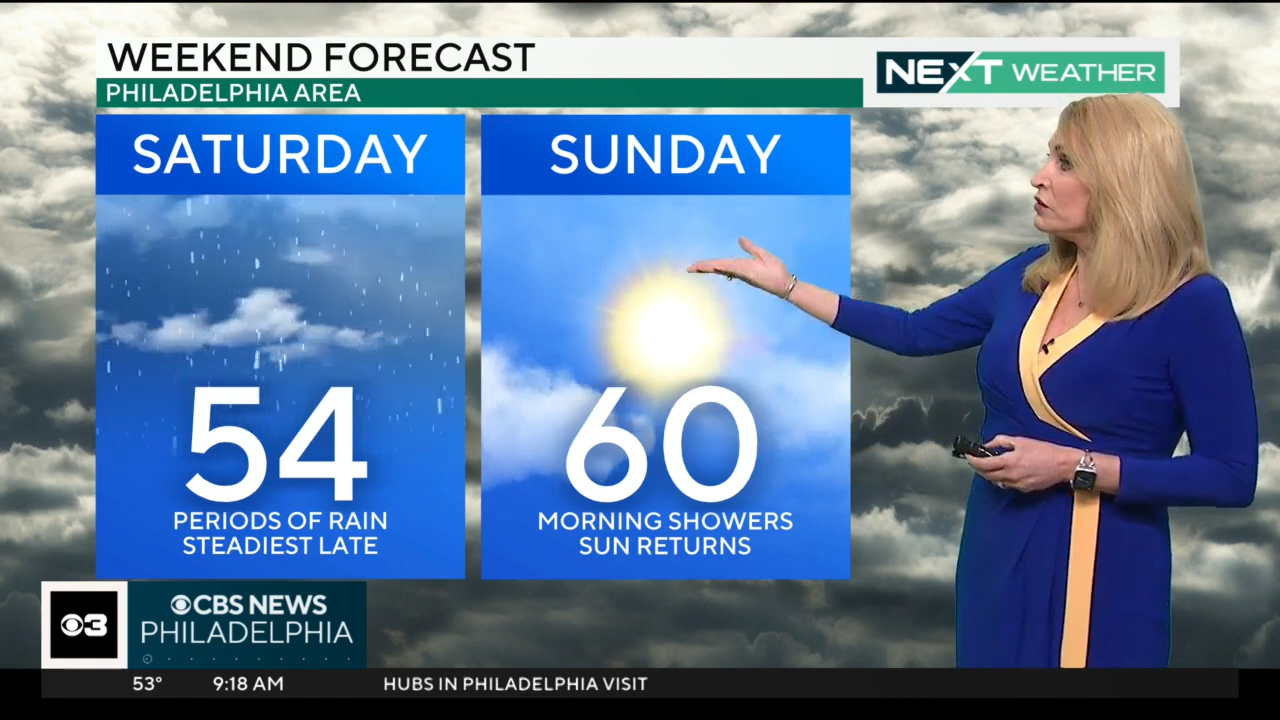 WEEKEND FORECAST
NEXT WEATHER
PHILADELPHIA AREA
SATURDAY
SUNDAY
54
60
PERIODS OF RAIN
STEADIEST LATE
MORNING SHOWERS
SUN RETURNS
3
CBS NEWS
PHILADELPHIA
53° 9:18 AM HUBS IN PHILADELPHIA VISIT